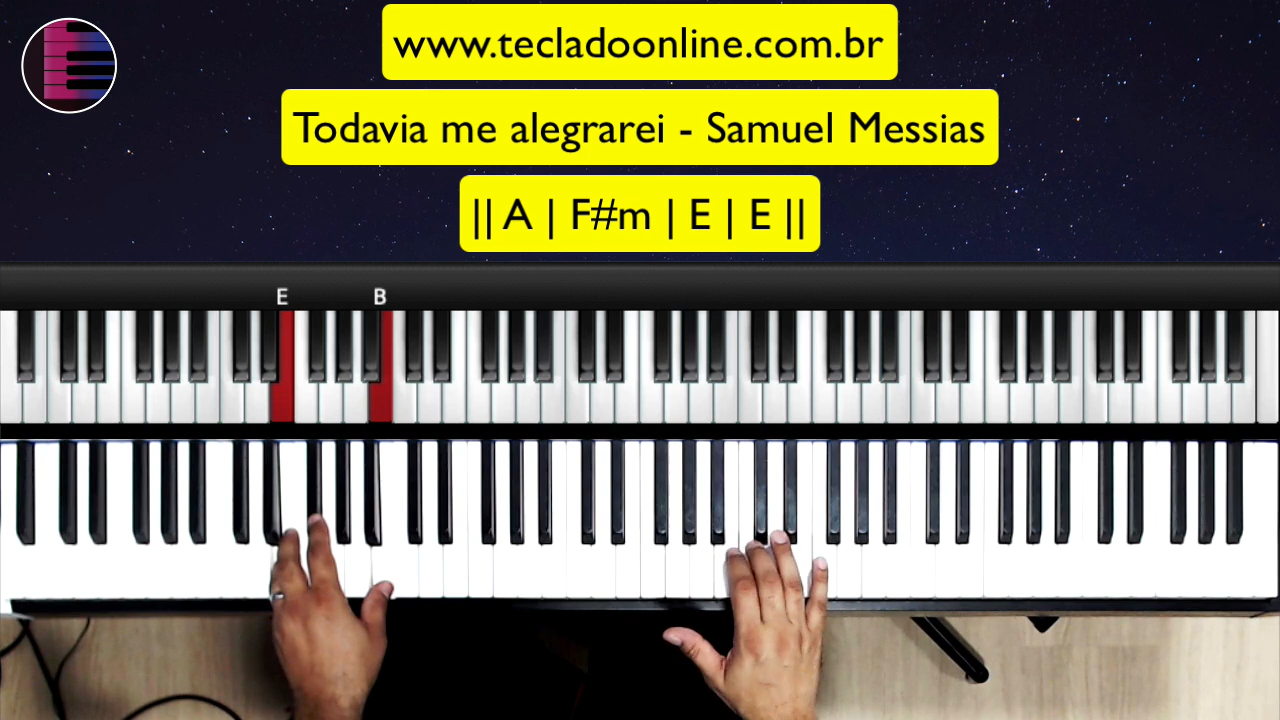 www.tecladoonline.com.br
Todavia me alegrarei - Samuel Messias
|| A | F#m | E | E ||
E B